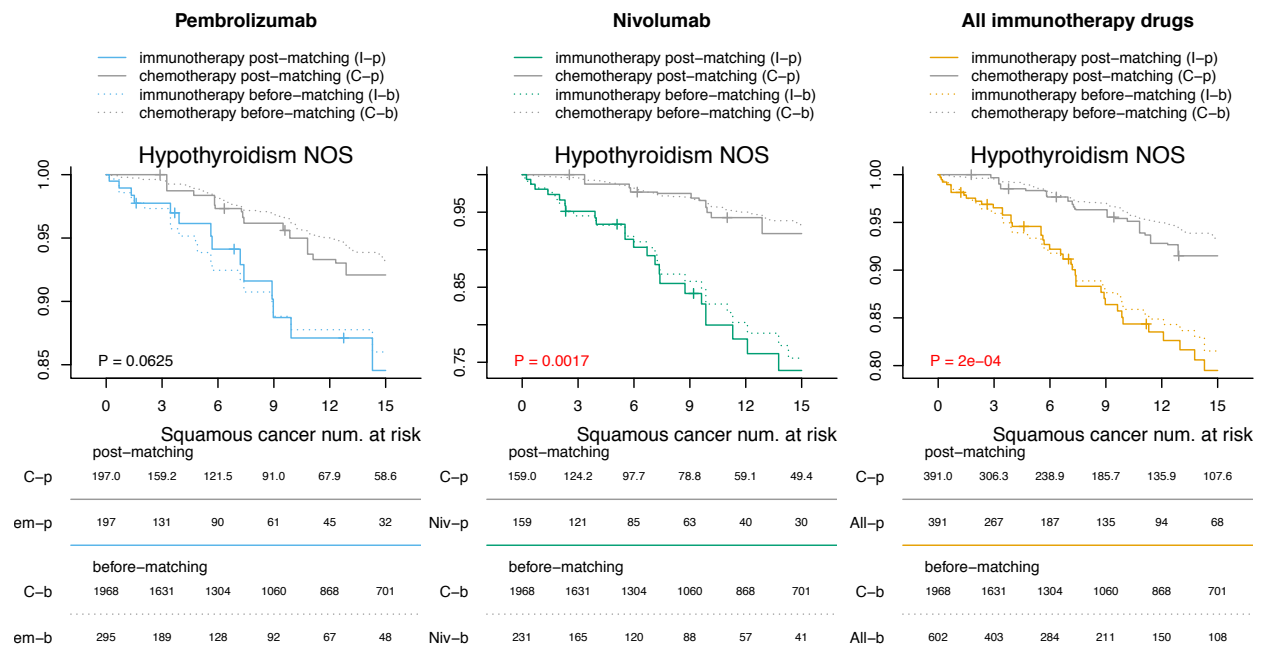 Pembrolizumab
immunotherapy post−matching (I−p)
chemotherapy post−matching (C−p)
immunotherapy before−matching (I−b)
chemotherapy before−matching (C−b)
Hypothyroidism NOS
1.00
0.95
0.90
0.85
P = 0.0625
0 3 6 9 12 15
Squamous cancer num. at risk
post−matching
C−p 197.0 159.2 121.5 91.0 67.9 58.6
em−p 197 131 90 61 45 32
before−matching
C−b 1968 1631 1304 1060 868 701
em−b 295 189 128 92 67 48
Nivolumab
immunotherapy post−matching (I−p)
chemotherapy post−matching (C−p)
immunotherapy before−matching (I−b)
chemotherapy before−matching (C−b)
Hypothyroidism NOS
0.95
0.85
0.75
P = 0.0017
0 3 6 9 12 15
Squamous cancer num. at risk
post−matching
C−p 159.0 124.2 97.7 78.8 59.1 49.4
Niv−p 159 121 85 63 40 30
before−matching
C−b 1968 1631 1304 1060 868 701
Niv−b 231 165 120 88 57 41
All immunotherapy drugs
immunotherapy post−matching (I−p)
chemotherapy post−matching (C−p)
immunotherapy before−matching (I−b)
chemotherapy before−matching (C−b)
Hypothyroidism NOS
1.00
0.95
0.90
0.85
0.80
P = 2e−04
0 3 6 9 12 15
Squamous cancer num. at risk
post−matching
C−p 391.0 306.3 238.9 185.7 135.9 107.6
All−p 391 267 187 135 94 68
before−matching
C−b 1968 1631 1304 1060 868 701
All−b 602 403 284 211 150 108